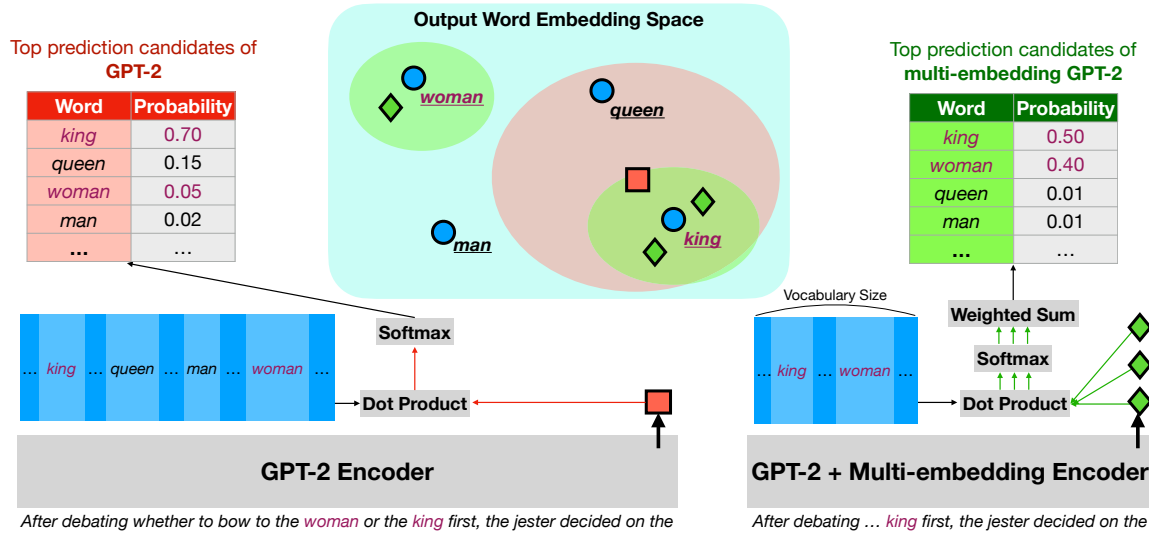 Output Word Embedding Space
Top prediction candidates of
GPT-2
Word Probability
king 0.70
queen 0.15
woman 0.05
man 0.02
... ...
woman
queen
man
king
Top prediction candidates of
multi-embedding GPT-2
Word Probability
king 0.50
woman 0.40
queen 0.01
man 0.01
... ...
... king ... queen ... man ... woman ...
Softmax
Dot Product
GPT-2 Encoder
After debating whether to bow to the woman or the king first, the jester decided on the
Vocabulary Size
... king ... woman ...
Weighted Sum
Softmax
Dot Product
GPT-2 + Multi-embedding Encoder
After debating ... king first, the jester decided on the